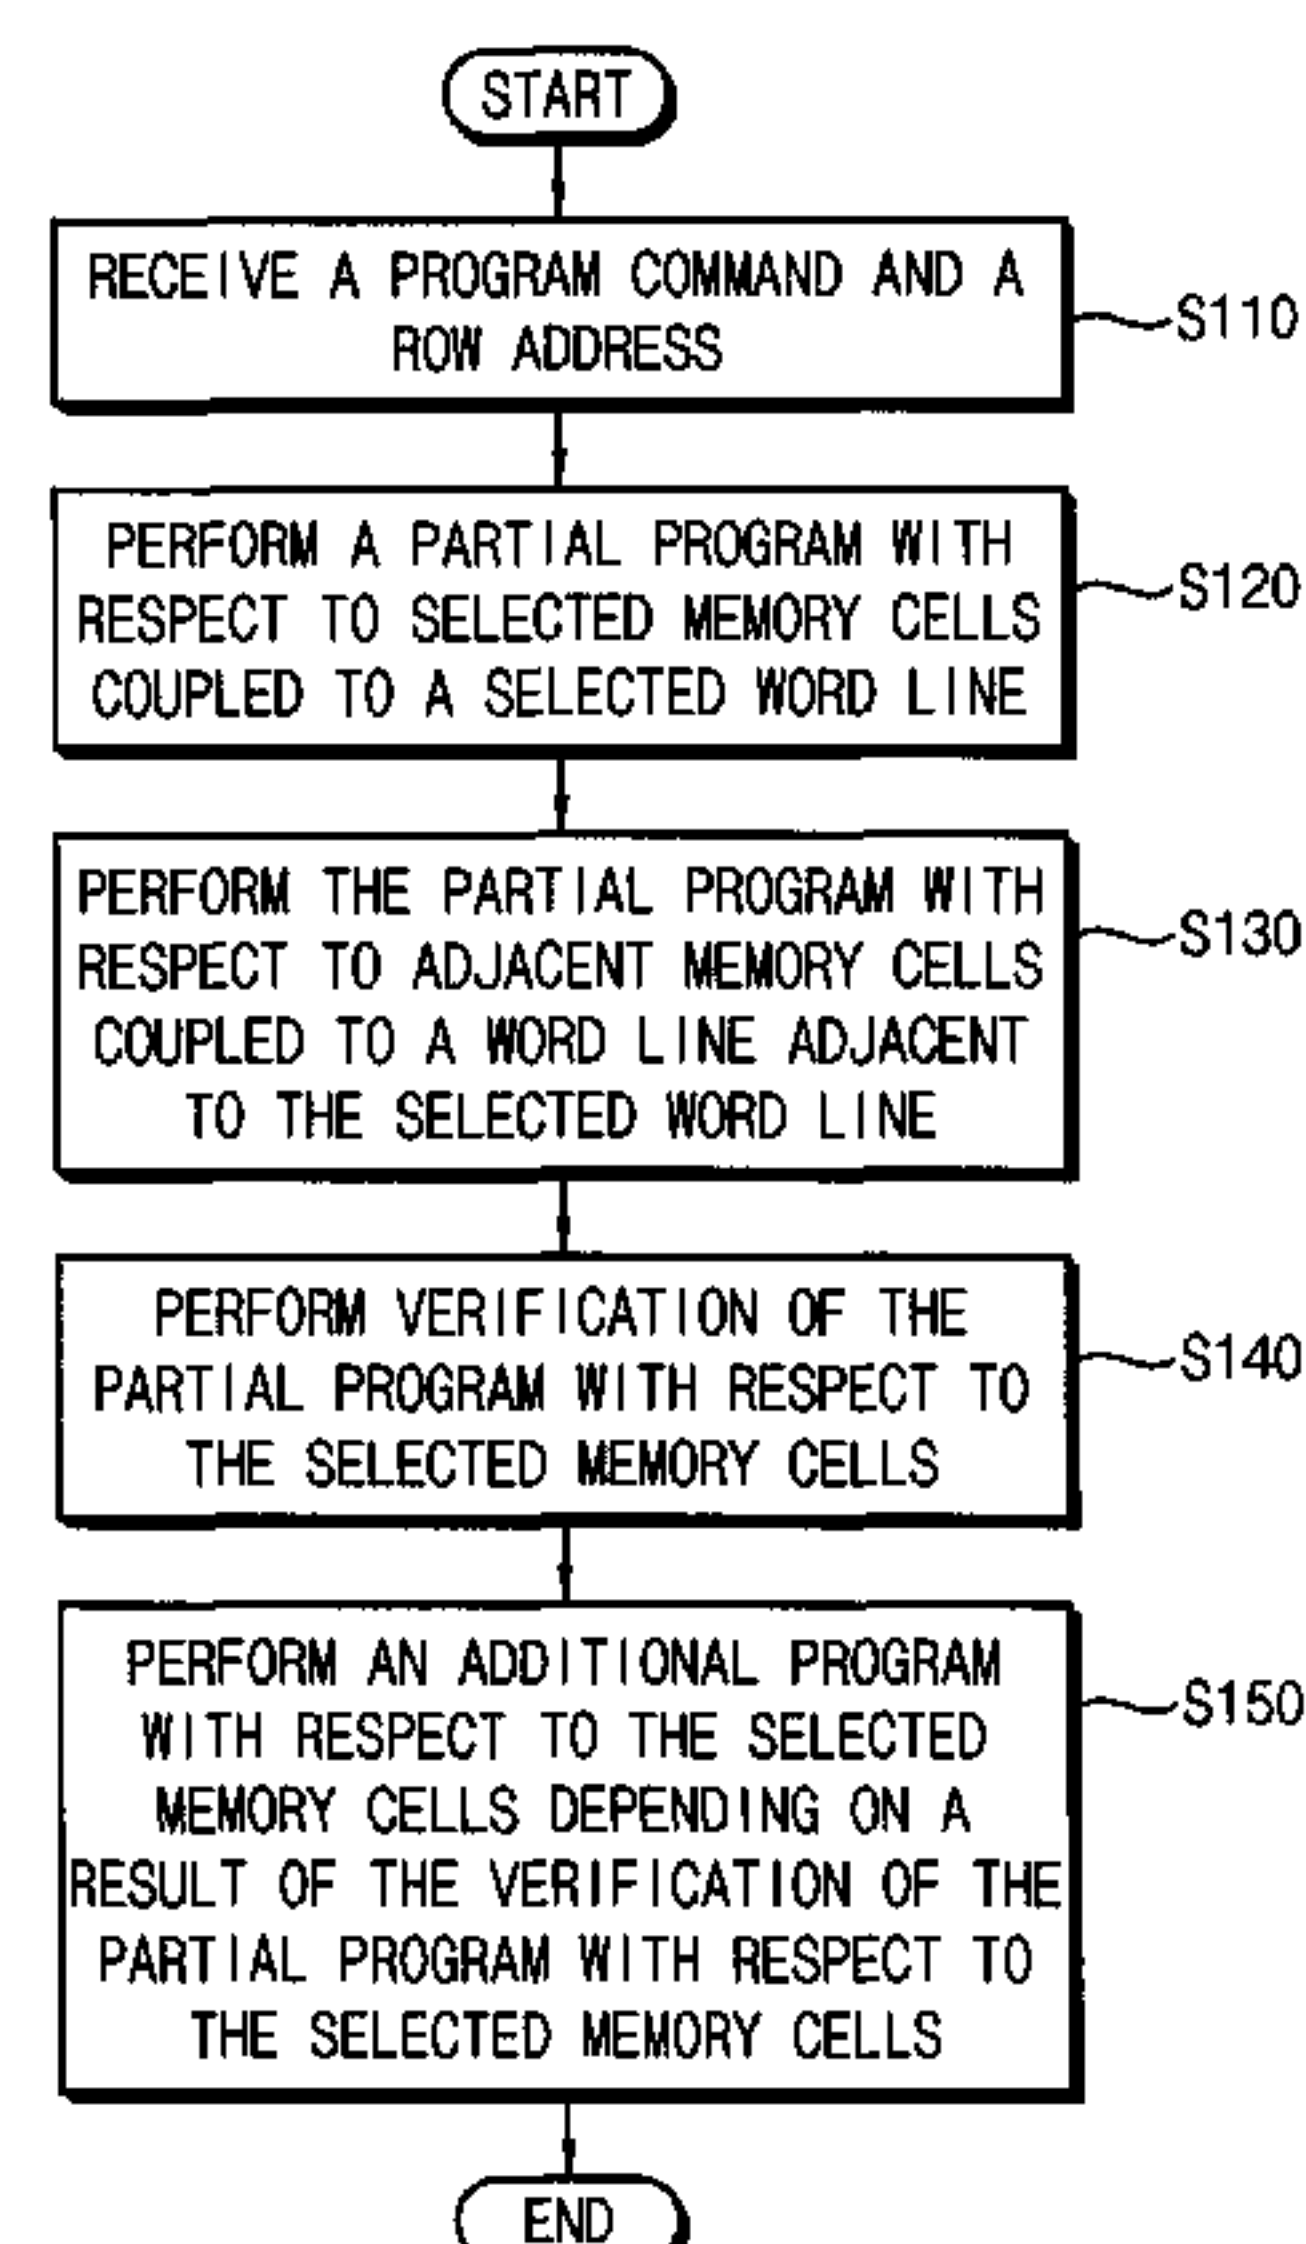 START
RECEIVE A PROGRAM COMMAND AND A
ROW ADDRESS
S110
PERFORM A PARTIAL PROGRAM WITH
RESPECT TO SELECTED MEMORY CELLS
COUPLED TO A SELECTED WORD LINE
S120
PERFORM THE PARTIAL PROGRAM WITH
RESPECT TO ADJACENT MEMORY CELLS
COUPLED TO A WORD LINE ADJACENT
TO THE SELECTED WORD LINE
S130
PERFORM VERIFICATION OF THE
PARTIAL PROGRAM WITH RESPECT TO
THE SELECTED MEMORY CELLS
S140
PERFORM AN ADDITIONAL PROGRAM
WITH RESPECT TO THE SELECTED
MEMORY CELLS DEPENDING ON A
RESULT OF THE VERIFICATION OF THE
PARTIAL PROGRAM WITH RESPECT TO
THE SELECTED MEMORY CELLS
S150
END